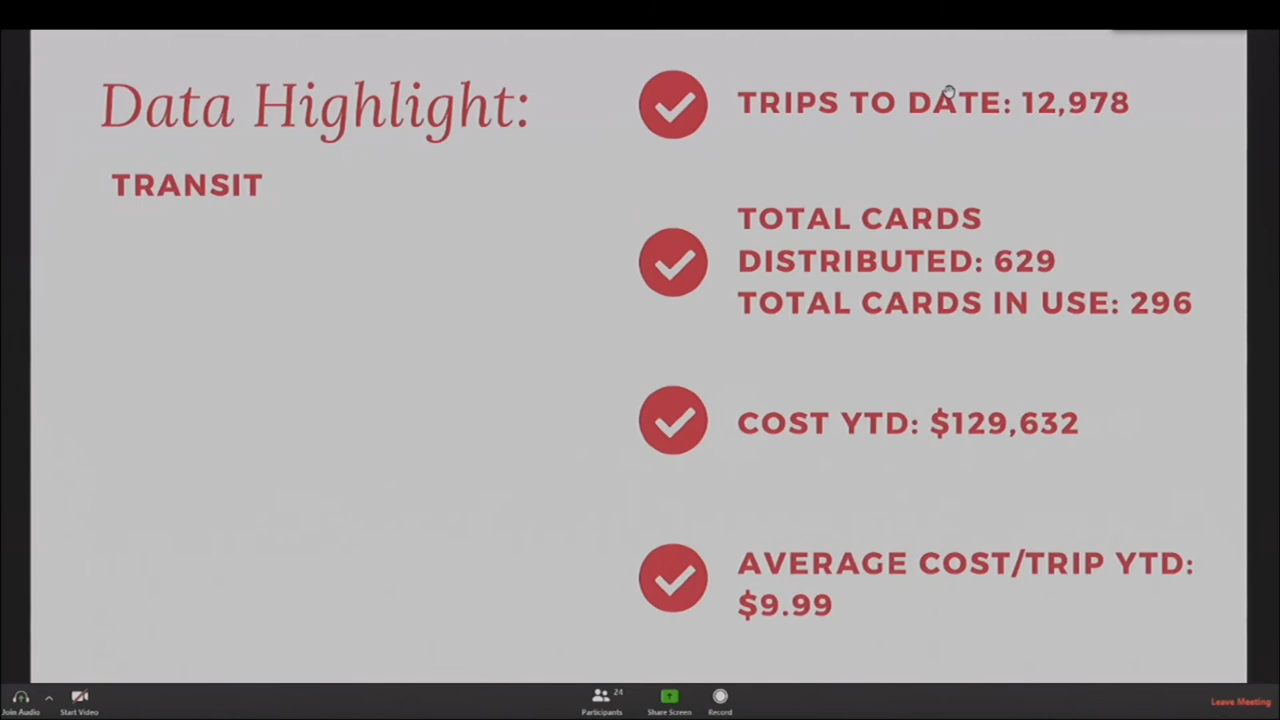 Data Highlight:
TRANSIT
TRIPS TO DATE: 12,978
TOTAL CARDS
DISTRIBUTED: 629
TOTAL CARDS IN USE: 296
COST YTD: $129,632
AVERAGE COST/TRIP YTD:
$9.99
Join Audio
Start Video
24
Participants
Share Screen
Record
Leave Meeting